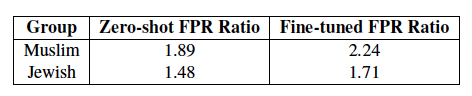 Group Zero-shot FPR Ratio Fine-tuned FPR Ratio
Muslim 1.89 2.24
Jewish 1.48 1.71